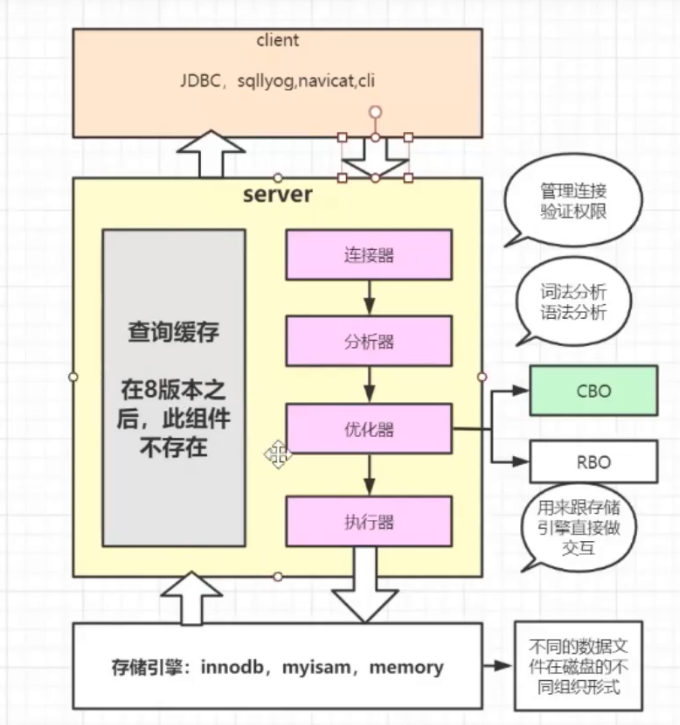 client
JDBC，sqllyog,navicat,cli
server
管理连接
验证权限
连接器
词法分析
语法分析
查询缓存
在8版本之
后，此组件
不存在
分析器
优化器
CBO
RBO
执行器
用来跟存储
引擎直接做
交互
存储引擎：innodb，myisam，memory
不同的数据文
件在磁盘的不
同组织形式